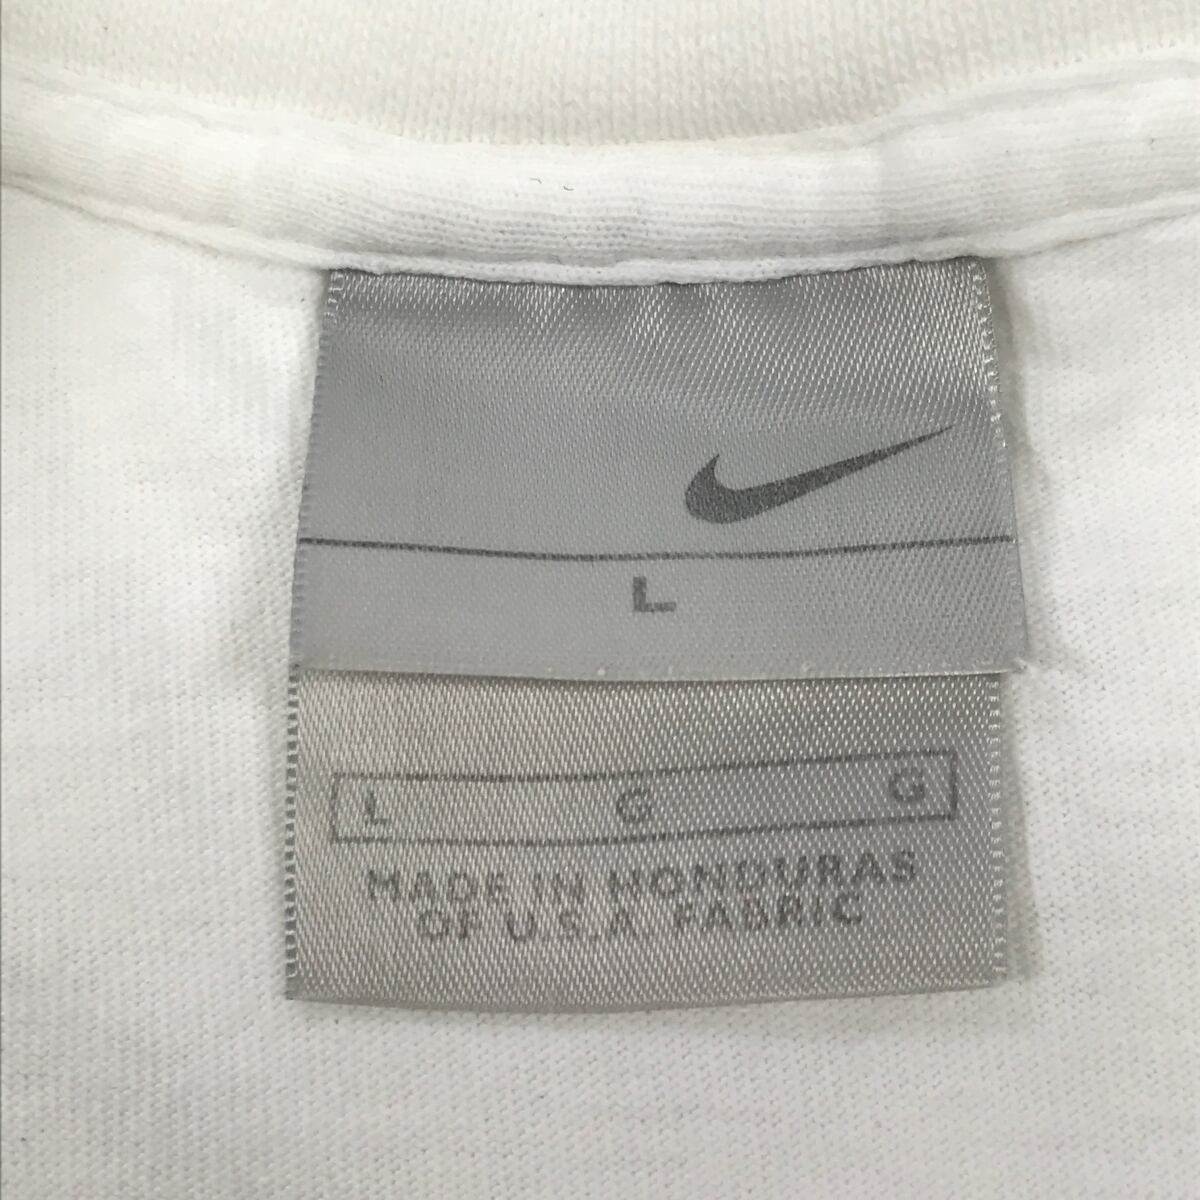 L
L G G
MADE IN HONDURAS
OF U.S.A. FABRIC